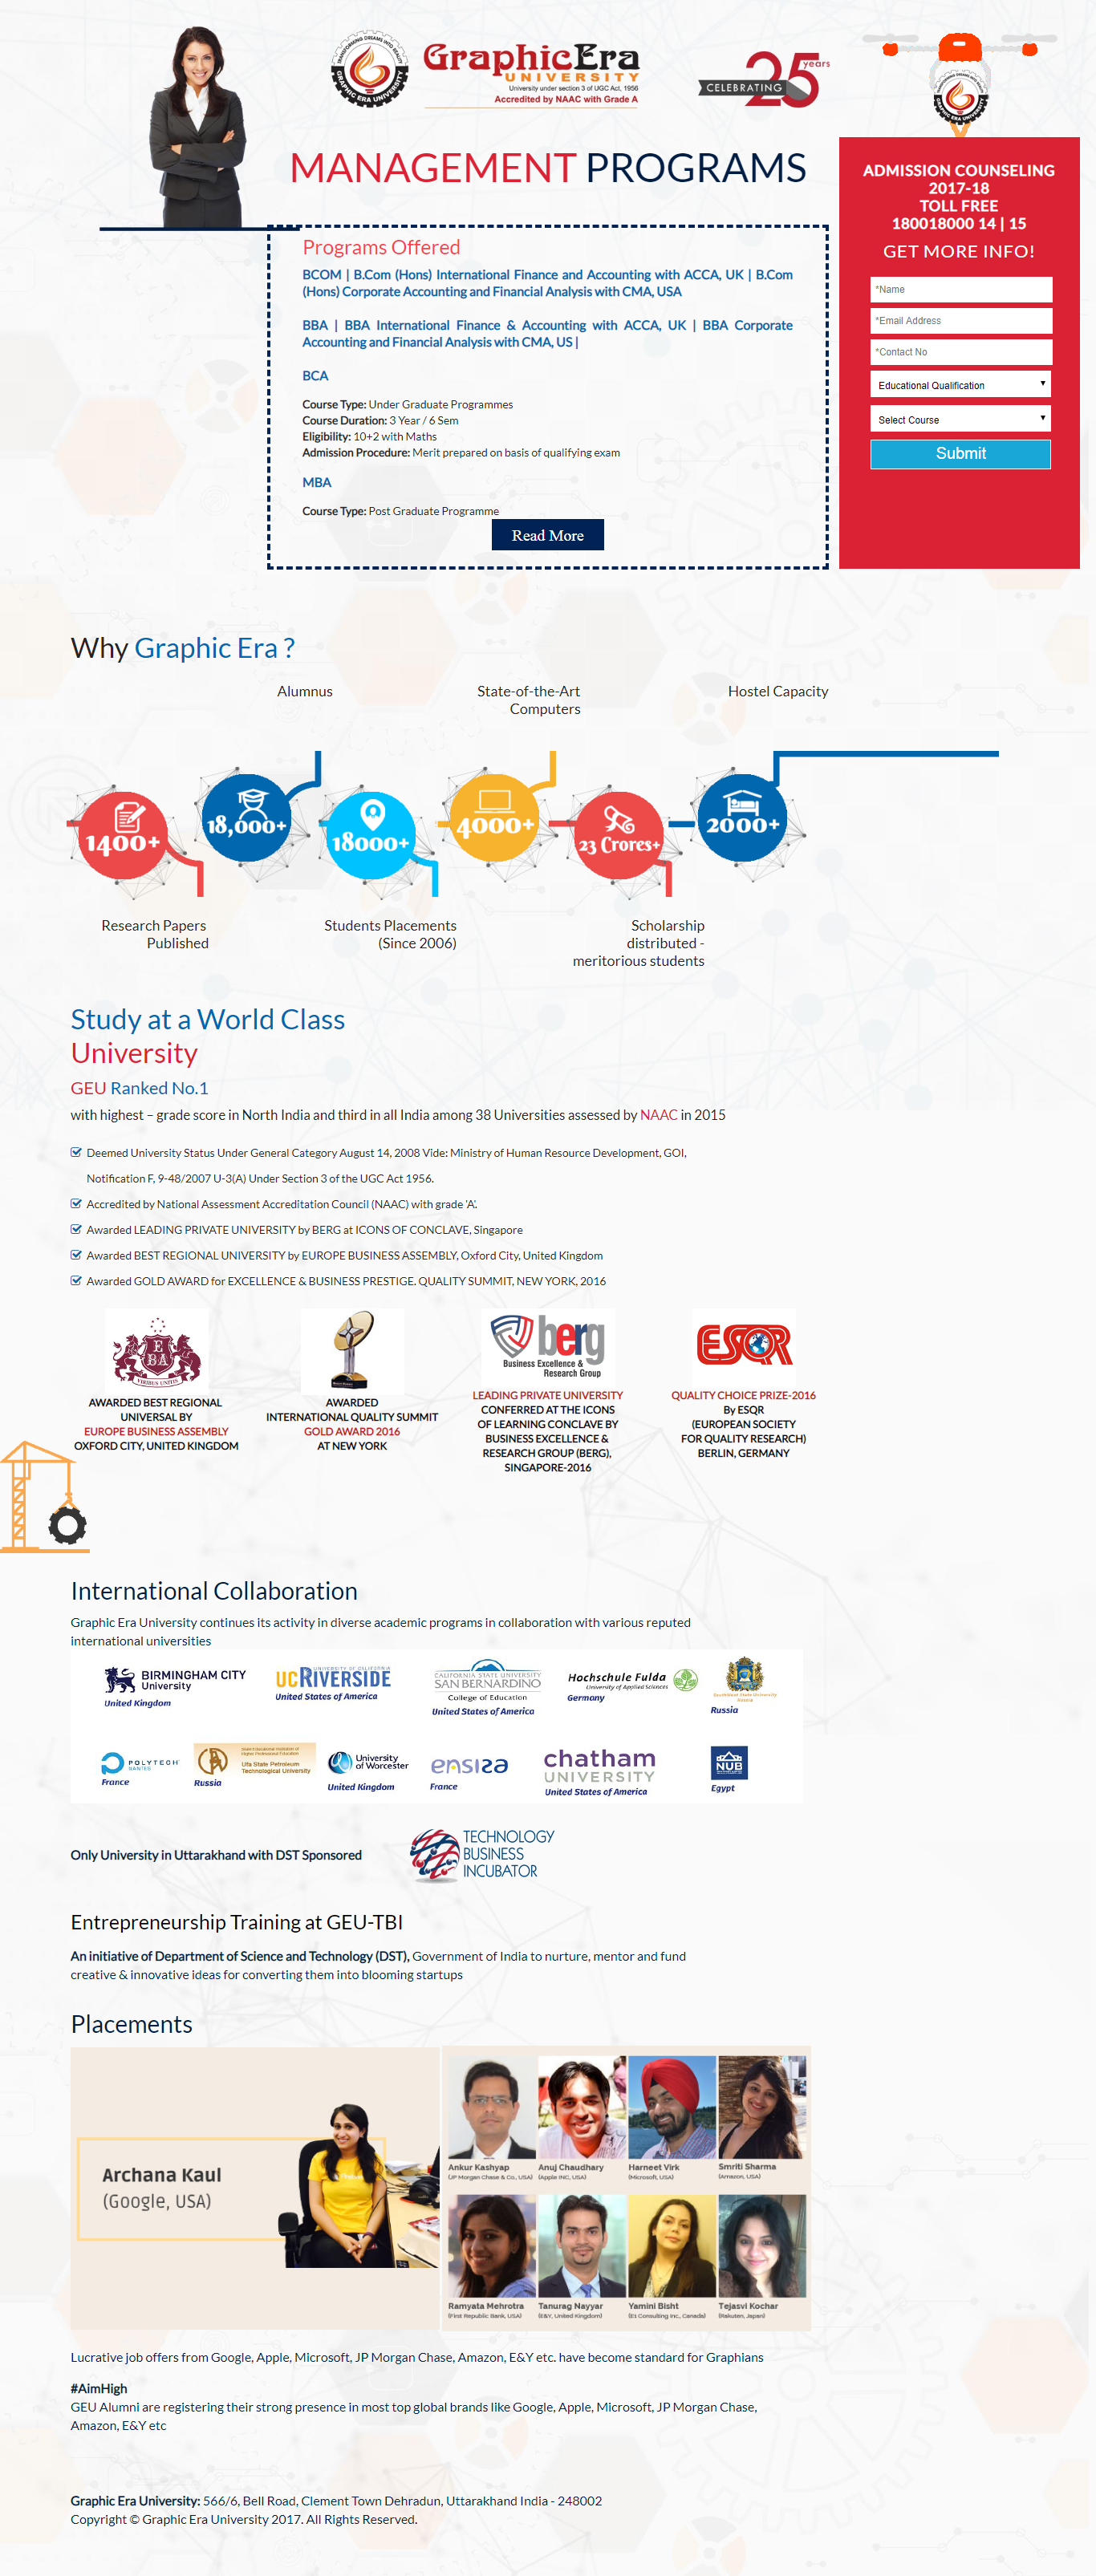 GraphicEra
UNIVERSITY
University under section 3 of UGC Act, 1956
Accredited by NAAC with Grade A
CELEBRATING 25 years
MANAGEMENT PROGRAMS
Programs Offered
BCOM | B.Com (Hons) International Finance and Accounting with ACCA, UK | B.Com
(Hons) Corporate Accounting and Financial Analysis with CMA, USA
BBA | BBA International Finance & Accounting with ACCA, UK | BBA Corporate
Accounting and Financial Analysis with CMA, US |
BCA
Course Type: Under Graduate Programmes
Course Duration: 3 Year / 6 Sem
Eligibility: 10+2 with Maths
Admission Procedure: Merit prepared on basis of qualifying exam
MBA
Course Type: Post Graduate Programme
Read More
ADMISSION COUNSELING
2017-18
TOLL FREE
180018000 14 | 15
GET MORE INFO!
*Name
*Email Address
*Contact No
Educational Qualification
Select Course
Submit
Why Graphic Era ?
Alumnus
State-of-the-Art
Computers
Hostel Capacity
1400+
18,000+
18000+
4000+
23 Crores+
2000+
Research Papers
Published
Students Placements
(Since 2006)
Scholarship
distributed -
meritorious students
Study at a World Class
University
GEU Ranked No.1
with highest – grade score in North India and third in all India among 38 Universities assessed by NAAC in 2015
Deemed University Status Under General Category August 14, 2008 Vide: Ministry of Human Resource Development, GOI,
Notification F, 9-48/2007 U-3(A) Under Section 3 of the UGC Act 1956.
Accredited by National Assessment Accreditation Council (NAAC) with grade 'A'.
Awarded LEADING PRIVATE UNIVERSITY by BERG at ICONS OF CONCLAVE, Singapore
Awarded BEST REGIONAL UNIVERSITY by EUROPE BUSINESS ASSEMBLY, Oxford City, United Kingdom
Awarded GOLD AWARD for EXCELLENCE & BUSINESS PRESTIGE. QUALITY SUMMIT, NEW YORK, 2016
E
BA
VIRIBUS UNITIS
AWARDED BEST REGIONAL
UNIVERSAL BY
EUROPE BUSINESS ASSEMBLY
OXFORD CITY, UNITED KINGDOM
AWARDED
INTERNATIONAL QUALITY SUMMIT
GOLD AWARD 2016
AT NEW YORK
berg
Business Excellence &
Research Group
LEADING PRIVATE UNIVERSITY
CONFERRED AT THE ICONS
OF LEARNING CONCLAVE BY
BUSINESS EXCELLENCE &
RESEARCH GROUP (BERG),
SINGAPORE-2016
ESQR
QUALITY CHOICE PRIZE-2016
By ESQR
(EUROPEAN SOCIETY
FOR QUALITY RESEARCH)
BERLIN, GERMANY
International Collaboration
Graphic Era University continues its activity in diverse academic programs in collaboration with various reputed
international universities
BIRMINGHAM CITY
University
United Kingdom
UNIVERSITY OF CALIFORNIA
UCRIVERSIDE
United States of America
CALIFORNIA STATE UNIVERSITY
SAN BERNARDINO
College of Education
United States of America
Hochschule Fulda
University of Applied Sciences
Germany
Russia
POLYTECH
NANTES
France
Ufa State Petroleum
Technological University
Russia
University
of Worcester
United Kingdom
ensisa
France
chatham
UNIVERSITY
United States of America
NUB
Egypt
Only University in Uttarakhand with DST Sponsored
TECHNOLOGY
BUSINESS
INCUBATOR
Entrepreneurship Training at GEU-TBI
An initiative of Department of Science and Technology (DST), Government of India to nurture, mentor and fund
creative & innovative ideas for converting them into blooming startups
Placements
Archana Kaul
(Google, USA)
Ankur Kashyap
(JP Morgan Chase & Co., USA)
Anuj Chaudhary
(Apple INC, USA)
Harneet Virk
(Microsoft, USA)
Smriti Sharma
(Amazon, USA)
Ramyata Mehrotra
(First Republic Bank, USA)
Tanurag Nayyar
(E&Y, United Kingdom)
Yamini Bisht
(E1 Consulting Inc., Canada)
Tejasvi Kochar
(Rakuten, Japan)
Lucrative job offers from Google, Apple, Microsoft, JP Morgan Chase, Amazon, E&Y etc. have become standard for Graphians
#AimHigh
GEU Alumni are registering their strong presence in most top global brands like Google, Apple, Microsoft, JP Morgan Chase,
Amazon, E&Y etc
Graphic Era University: 566/6, Bell Road, Clement Town Dehradun, Uttarakhand India - 248002
Copyright © Graphic Era University 2017. All Rights Reserved.